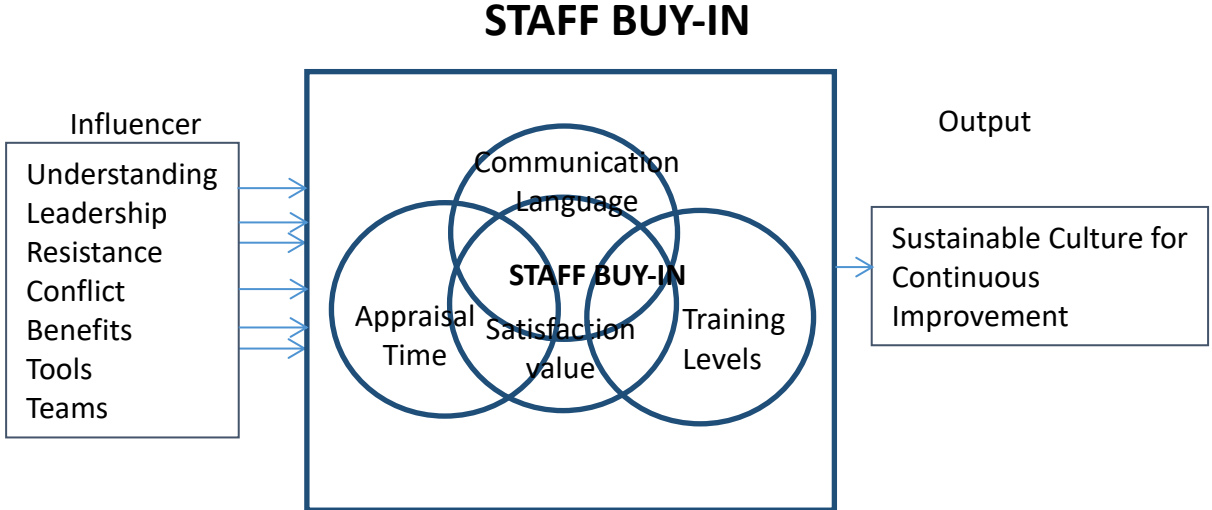 STAFF BUY-IN
Influencer
Understanding
Leadership
Resistance
Conflict
Benefits
Tools
Teams
Communication
Language
STAFF BUY-IN
Appraisal
Time
Satisfaction
value
Training
Levels
Output
Sustainable Culture for
Continuous
Improvement